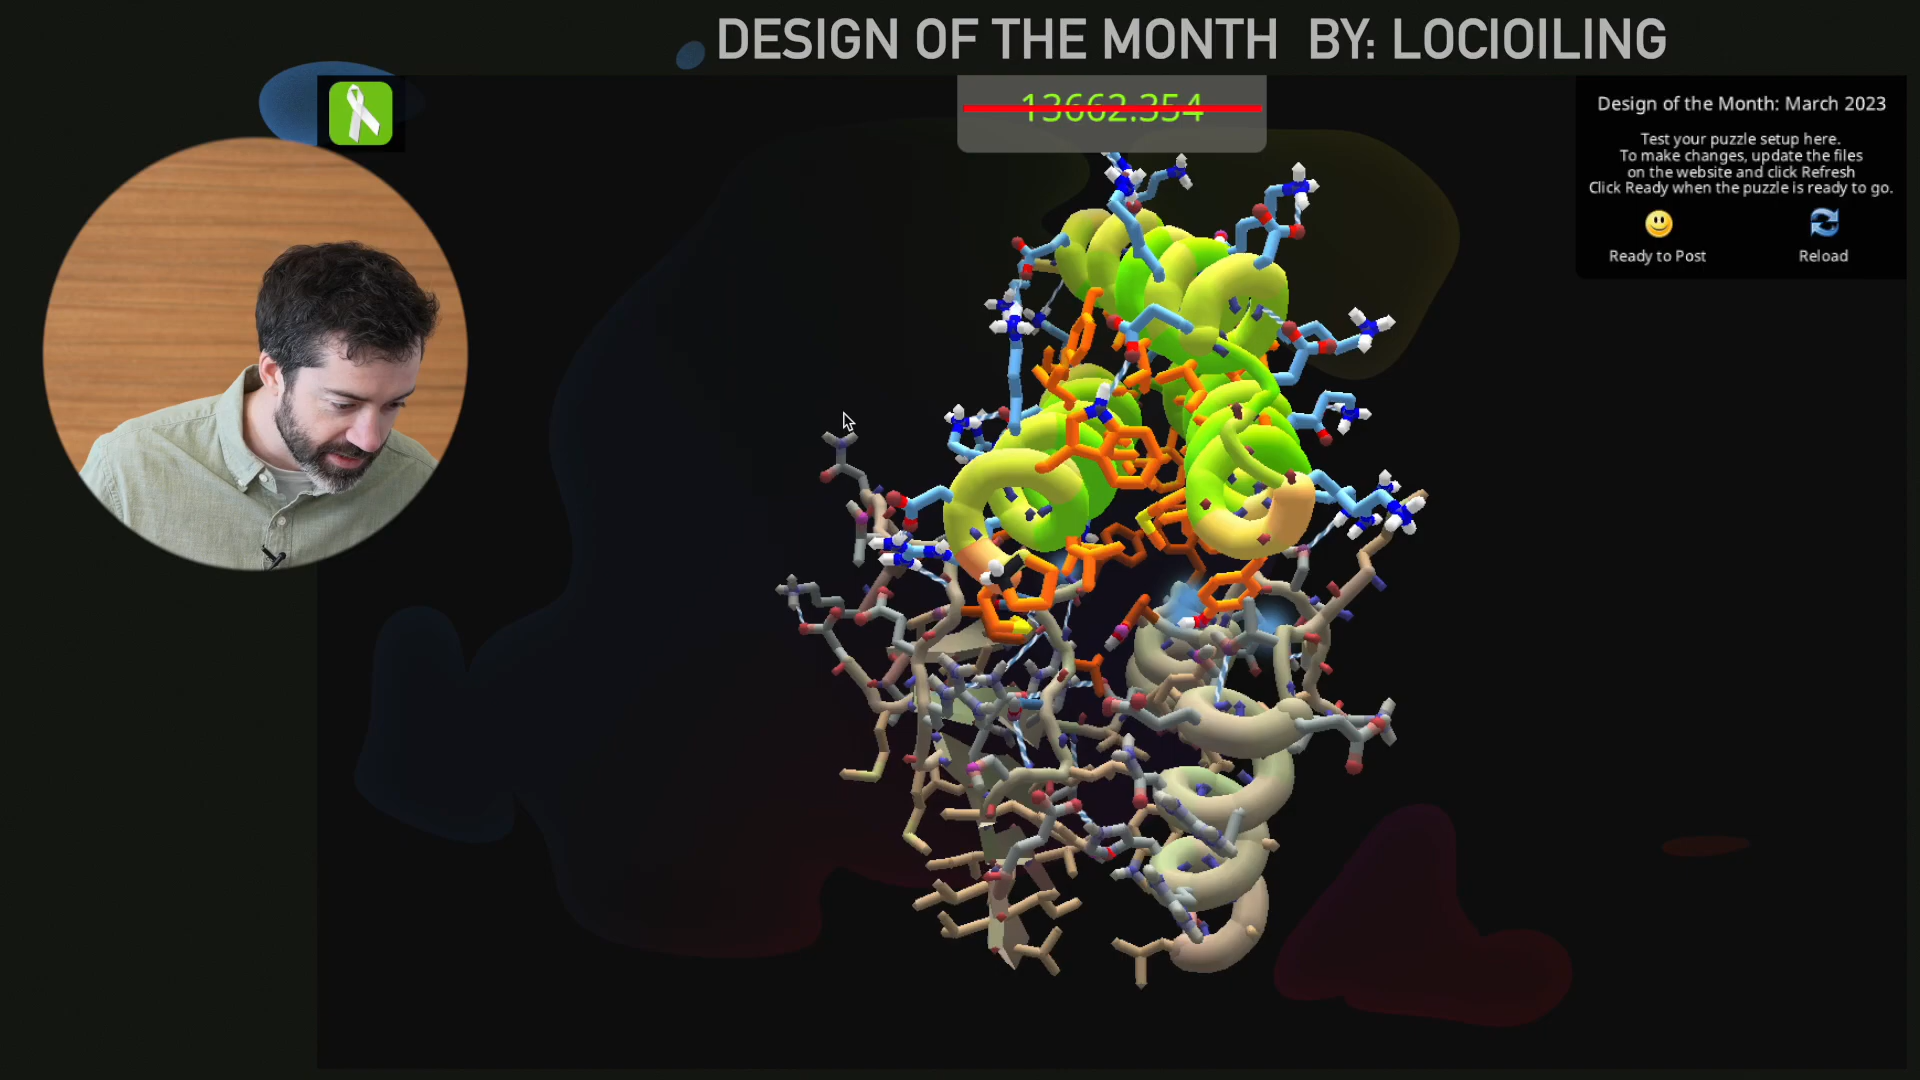 DESIGN OF THE MONTH BY: LOCIOILING
13662.354
Design of the Month: March 2023
Test your puzzle setup here.
To make changes, update the files
on the website and click Refresh
Click Ready when the puzzle is ready to go.
Ready to Post
Reload